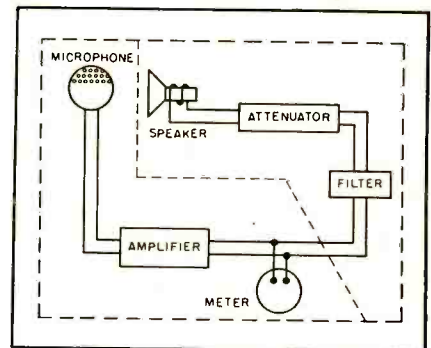 MICROPHONE
SPEAKER
ATTENUATOR
FILTER
AMPLIFIER
METER